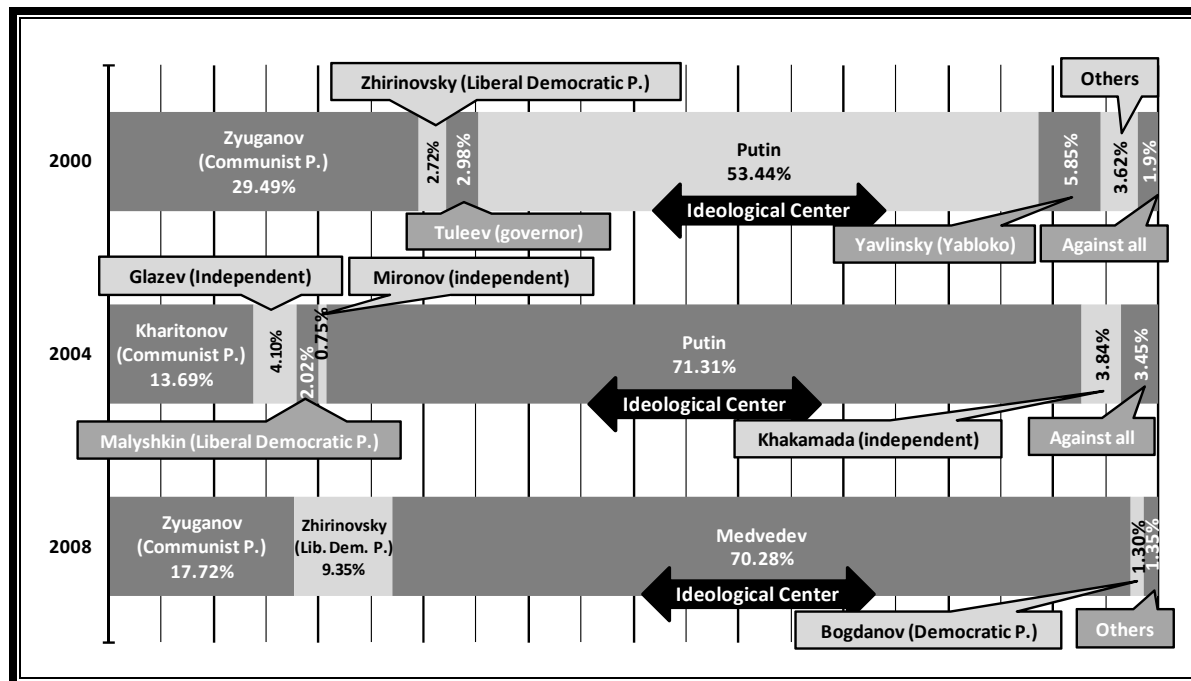 Zhirinovsky (Liberal Democratic P.)
Others
2000
Zyuganov
(Communist P.)
29.49%
2.72%
2.98%
Putin
53.44%
5.85%
3.62%
1.9%
Ideological Center
Tuleev (governor)
Yavlinsky (Yabloko)
Against all
Glazev (Independent)
Mironov (independent)
2004
Kharitonov
(Communist P.)
13.69%
4.10%
2.02%
0.75%
Putin
71.31%
3.84%
3.45%
Ideological Center
Malyshkin (Liberal Democratic P.)
Khakamada (independent)
Against all
2008
Zyuganov
(Communist P.)
17.72%
Zhirinovsky
(Lib. Dem. P.)
9.35%
Medvedev
70.28%
1.30%
1.35%
Ideological Center
Bogdanov (Democratic P.)
Others